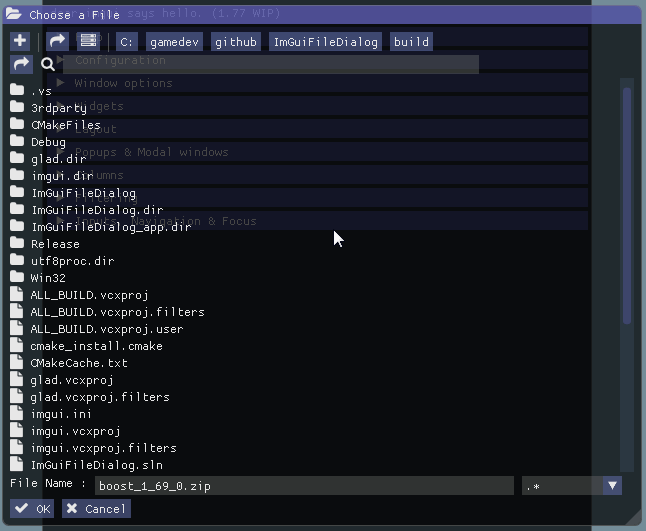 Choose a File
says hello. (1.77 WIP)
C: gamedev github ImGuiFileDialog build
Configuration
Window options
.vs
Widgets
3rdparty
CMakeFiles
Layout
Debug
Popups & Modal windows
glad.dir
imgui.dir
Columns
ImGuiFileDialog
Filtering
ImGuiFileDialog.dir
Inputs, Navigation & Focus
ImGuiFileDialog_app.dir
Release
utf8proc.dir
Win32
ALL_BUILD.vcxproj
ALL_BUILD.vcxproj.filters
ALL_BUILD.vcxproj.user
cmake_install.cmake
CMakeCache.txt
glad.vcxproj
glad.vcxproj.filters
imgui.ini
imgui.vcxproj
imgui.vcxproj.filters
ImGuiFileDialog.sln
File Name : boost_1_69_0.zip .*
OK Cancel